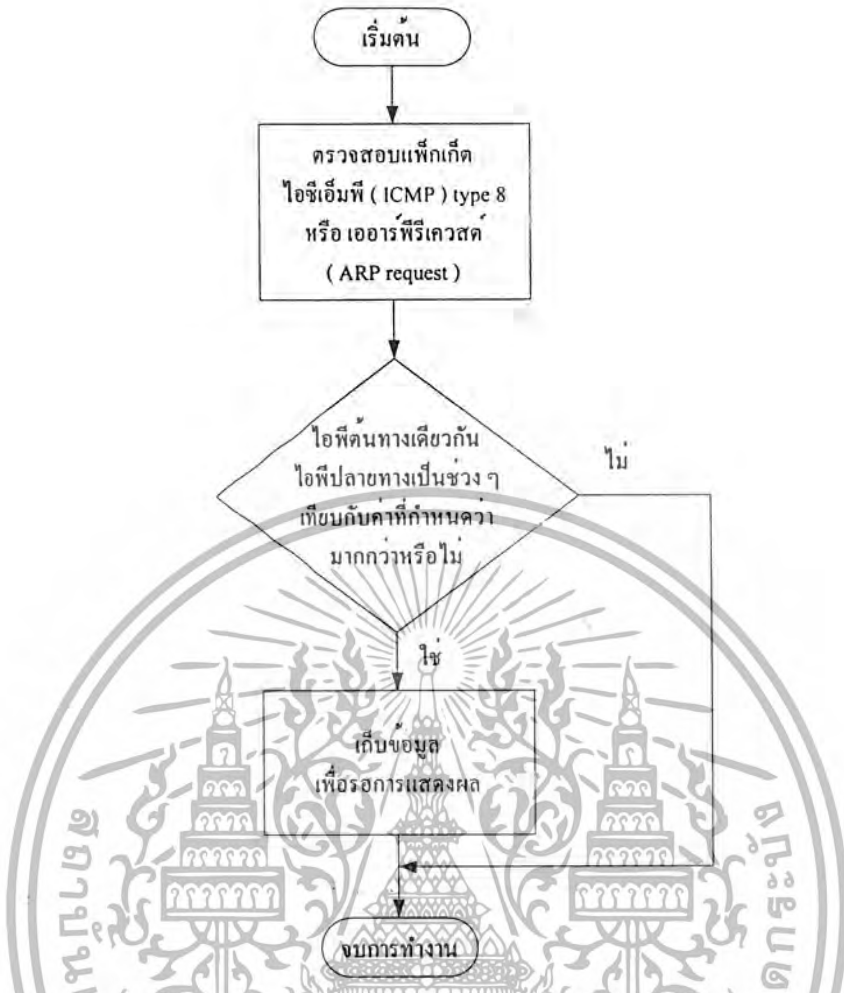 เริ่มต้น
ตรวจสอบแพ็กเก็ต
ไอซีเอ็มพี ( ICMP ) type 8
หรือ เออาร์พีรีเควสต์
( ARP request )
ไอพีต้นทางเดียวกัน
ไอพีปลายทางเป็นช่วง ๆ
เทียบกับค่าที่กำหนดว่า
มากกว่าหรือไม่
ไม่
ใช่
เก็บข้อมูล
เพื่อรอการแสดงผล
จบการทำงาน